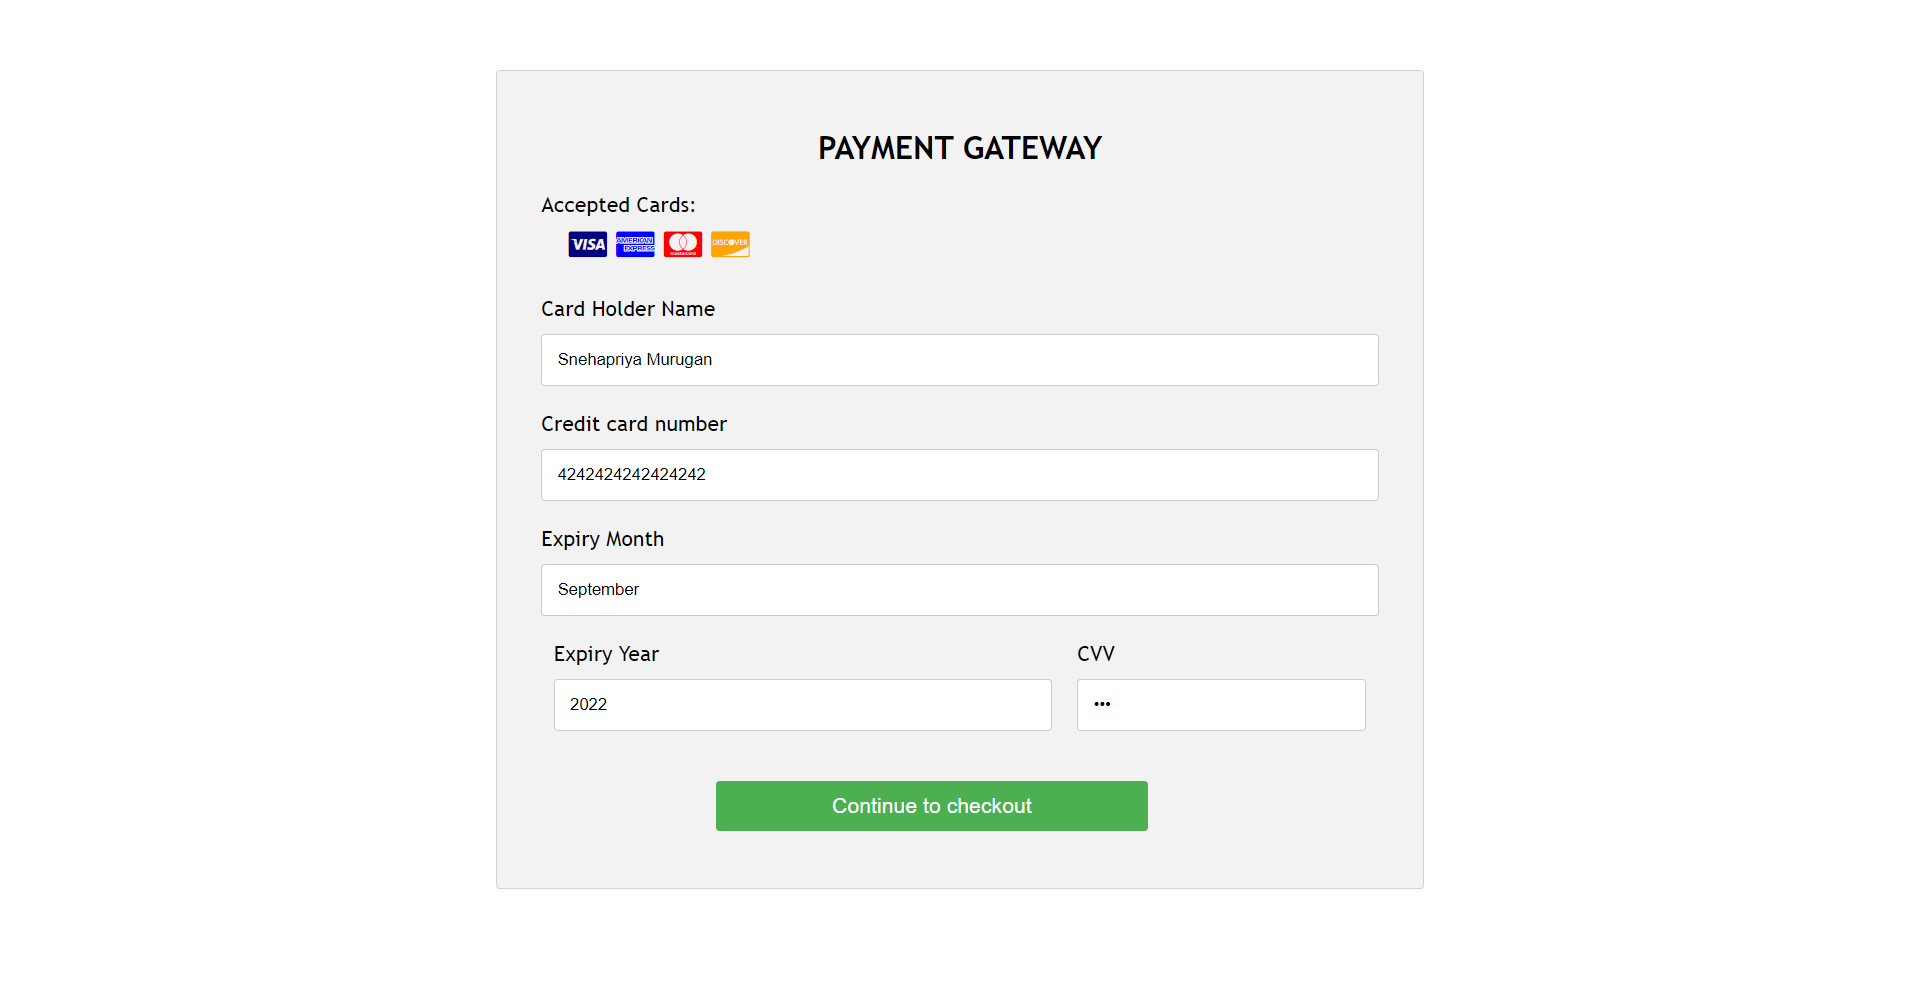 PAYMENT GATEWAY
Accepted Cards:
VISA AMERICAN EXPRESS mastercard DISCOVER
Card Holder Name
Snehapriya Murugan
Credit card number
4242424242424242
Expiry Month
September
Expiry Year CVV
2022 •••
Continue to checkout